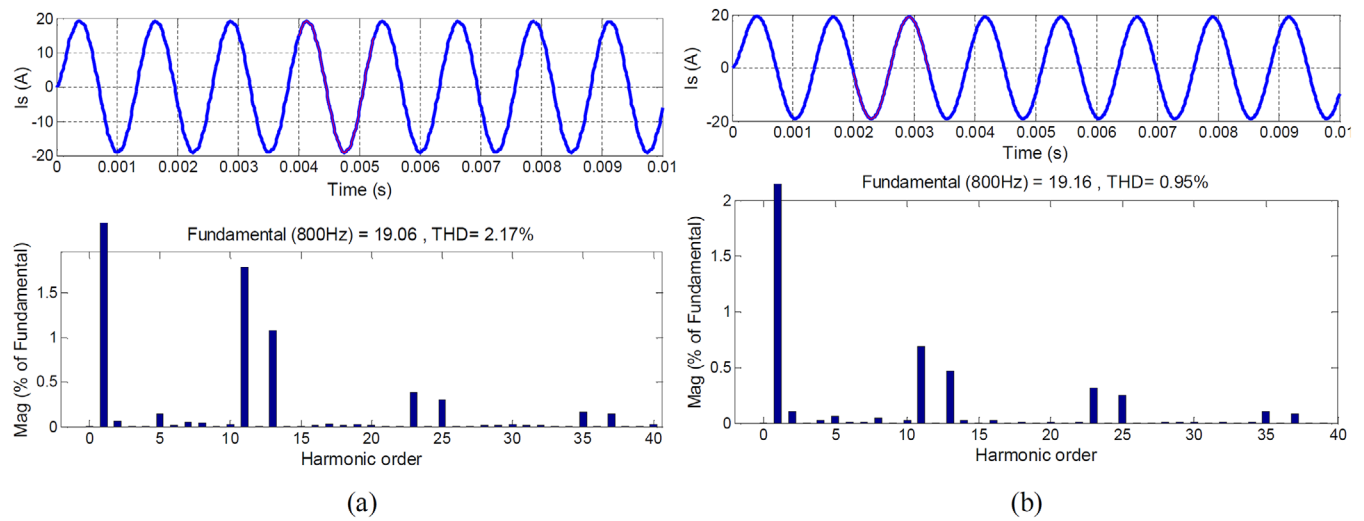 Is (A)
20
10
0
-10
-20
0 0.001 0.002 0.003 0.004 0.005 0.006 0.007 0.008 0.009 0.01
Time (s)
Fundamental (800Hz) = 19.06 , THD= 2.17%
Mag (% of Fundamental)
1.5
1
0.5
0
0 5 10 15 20 25 30 35 40
Harmonic order
(a)
Is (A)
20
0
-20
0 0.001 0.002 0.003 0.004 0.005 0.006 0.007 0.008 0.009 0.01
Time (s)
Fundamental (800Hz) = 19.16 , THD= 0.95%
Mag (% of Fundamental)
2
1.5
1
0.5
0
0 5 10 15 20 25 30 35 40
Harmonic order
(b)